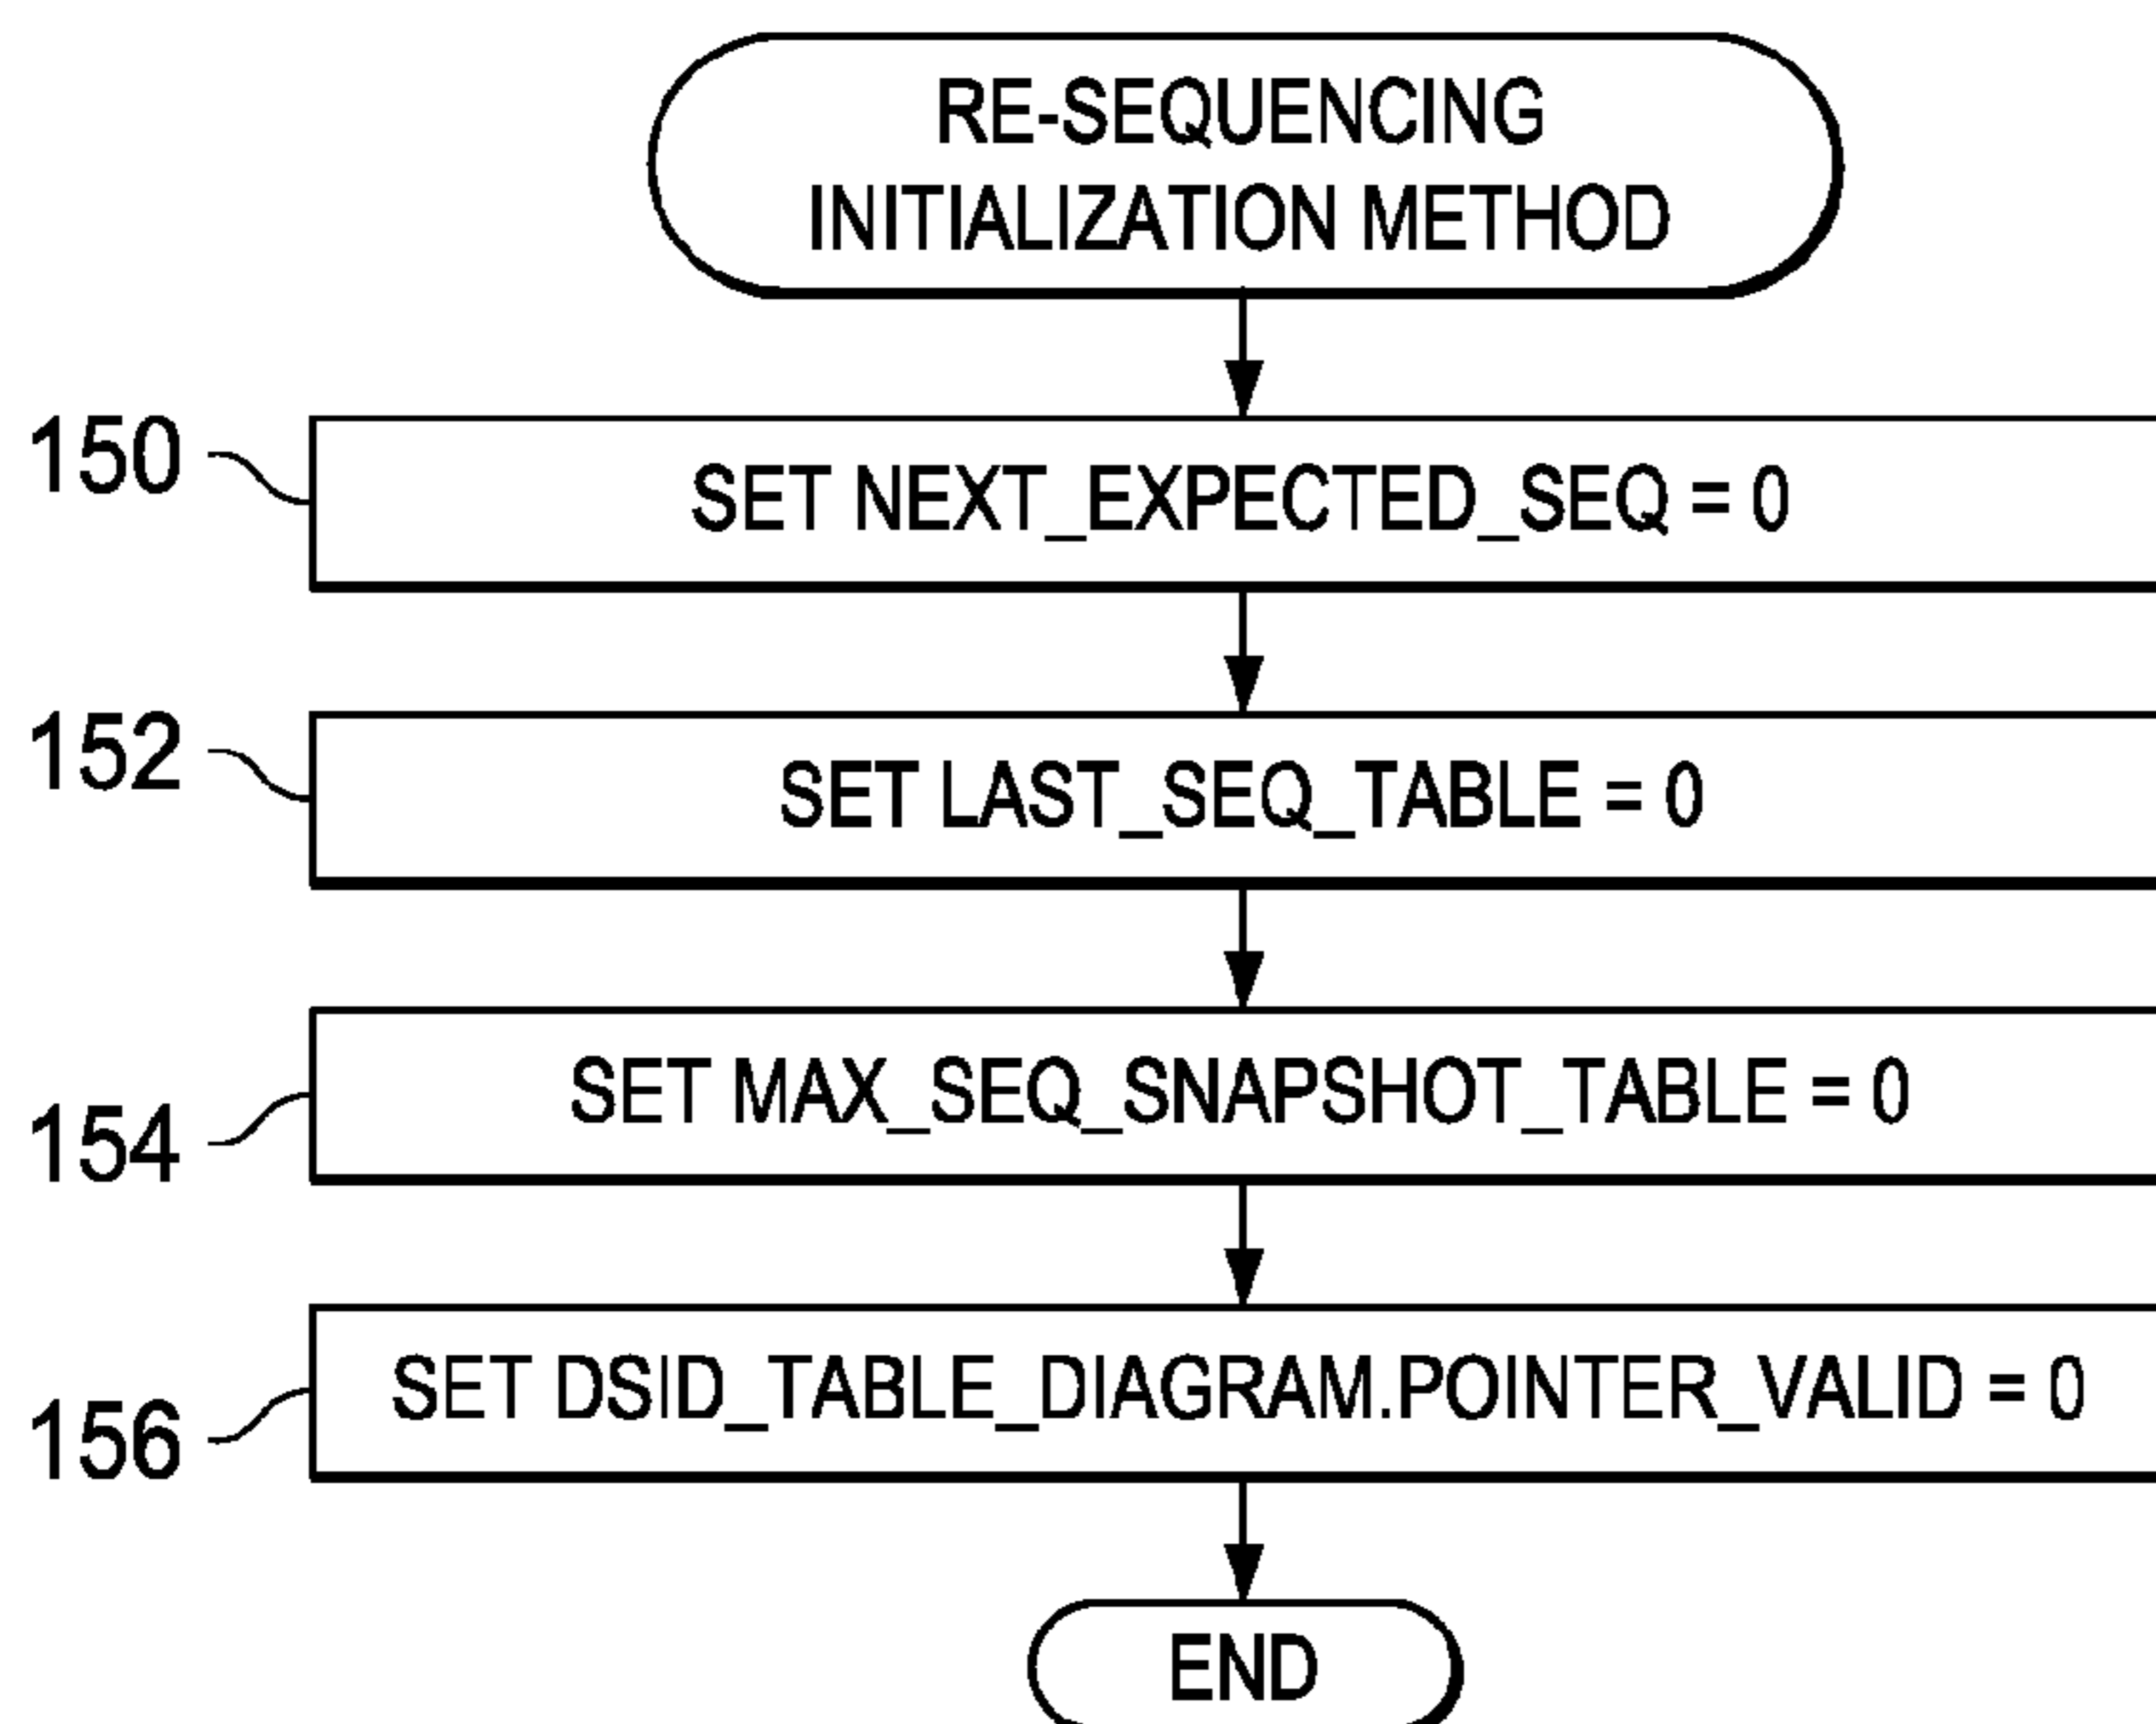 RE-SEQUENCING
INITIALIZATION METHOD
150
SET NEXT_EXPECTED_SEQ = 0
152
SET LAST_SEQ_TABLE = 0
154
SET MAX_SEQ_SNAPSHOT_TABLE = 0
156
SET DSID_TABLE_DIAGRAM.POINTER_VALID = 0
END